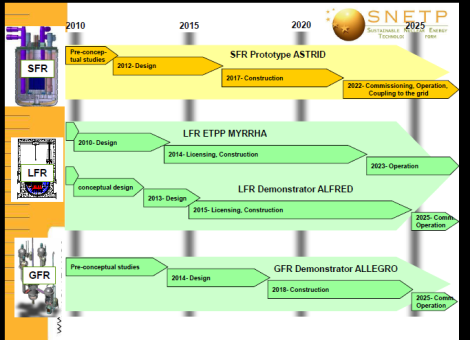 2010 2015 2020 2025
SNETP
SUSTAINABLE NUCLEAR ENERGY
TECHNOLOGY PLATFORM
SFR
SFR Prototype ASTRID
Pre-concep-
tual studies
2012- Design
2017- Construction
2022- Commissioning, Operation,
Coupling to the grid
LFR
LFR ETPP MYRRHA
2010- Design
2014- Licensing, Construction
2023- Operation
LFR Demonstrator ALFRED
conceptual design
2013- Design
2015- Licensing, Construction
2025- Comm.
Operation
GFR
GFR Demonstrator ALLEGRO
Pre-conceptual studies
2014- Design
2018- Construction
2025- Comm.
Operation